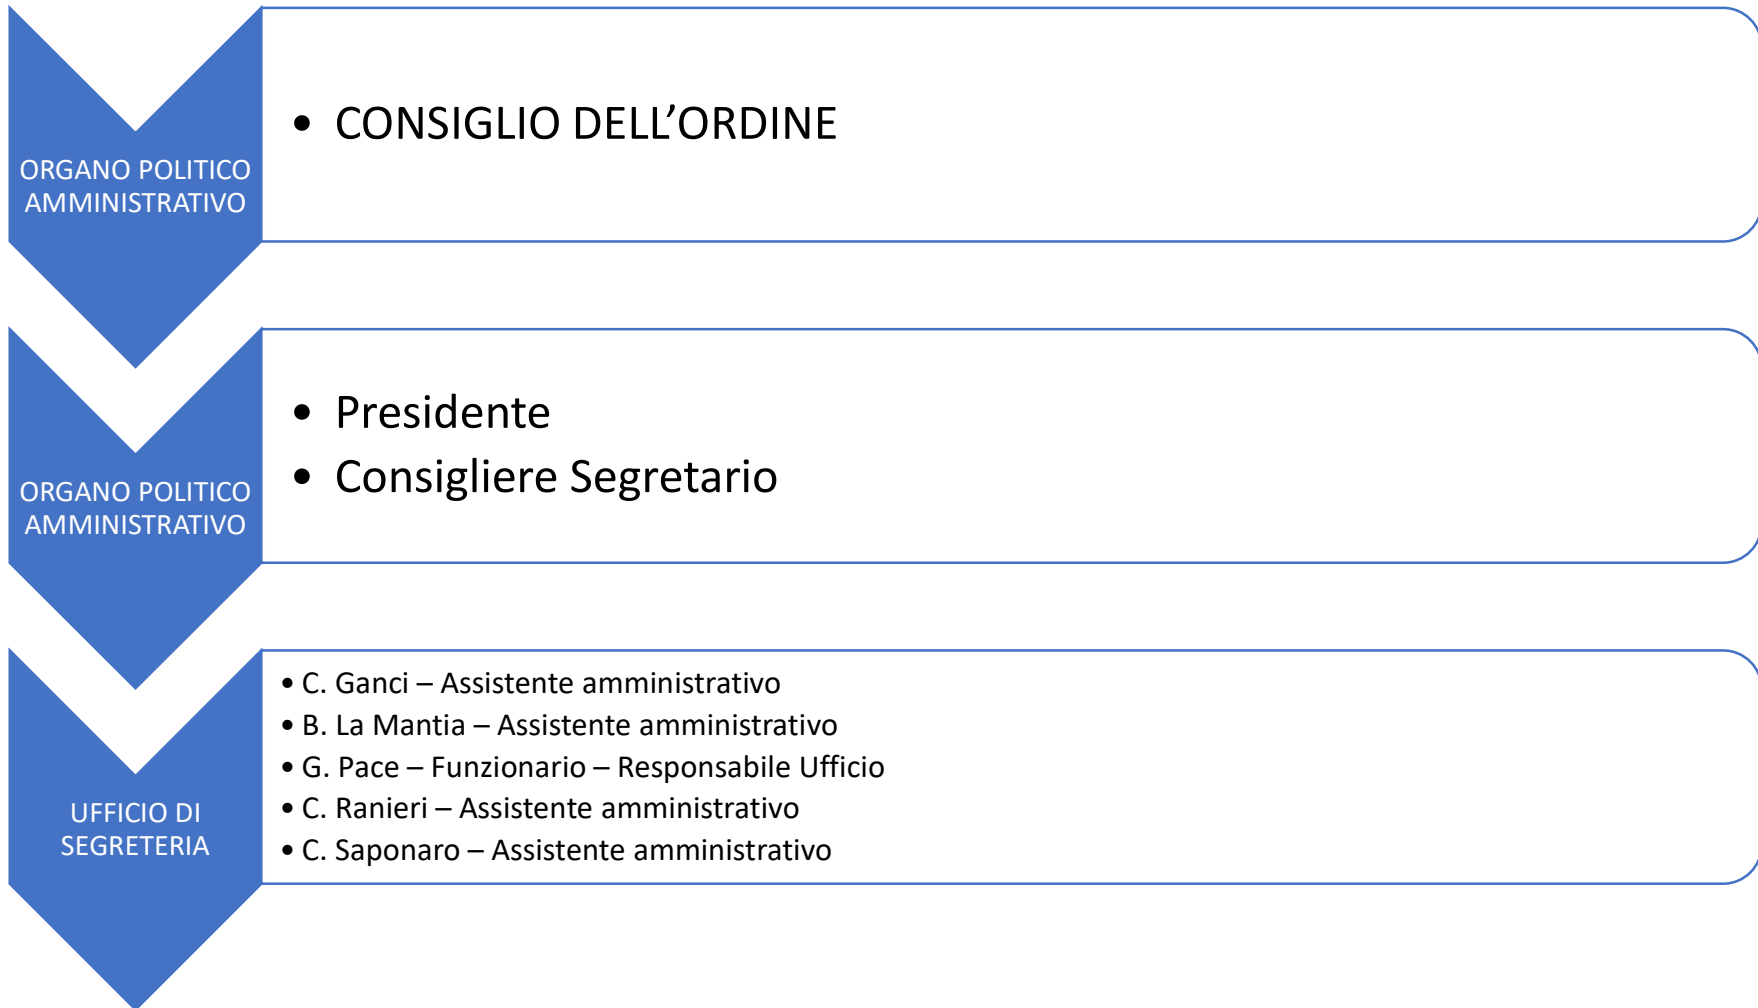 ORGANO POLITICO
AMMINISTRATIVO
• CONSIGLIO DELL’ORDINE
ORGANO POLITICO
AMMINISTRATIVO
• Presidente
• Consigliere Segretario
UFFICIO DI
SEGRETERIA
• C. Ganci – Assistente amministrativo
• B. La Mantia – Assistente amministrativo
• G. Pace – Funzionario – Responsabile Ufficio
• C. Ranieri – Assistente amministrativo
• C. Saponaro – Assistente amministrativo